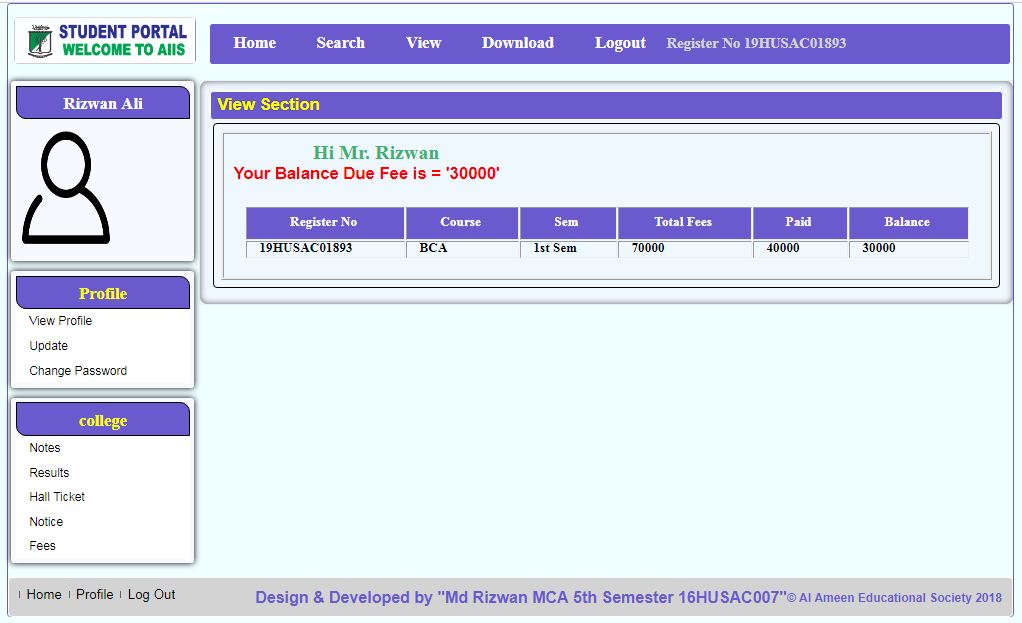 STUDENT PORTAL
WELCOME TO AIIS
Home Search View Download Logout Register No 19HUSAC01893
Rizwan Ali
Profile
View Profile
Update
Change Password
college
Notes
Results
Hall Ticket
Notice
Fees
View Section
Hi Mr. Rizwan
Your Balance Due Fee is = '30000'
Register No Course Sem Total Fees Paid Balance
19HUSAC01893 BCA 1st Sem 70000 40000 30000
Home Profile Log Out Design & Developed by "Md Rizwan MCA 5th Semester 16HUSAC007"© Al Ameen Educational Society 2018